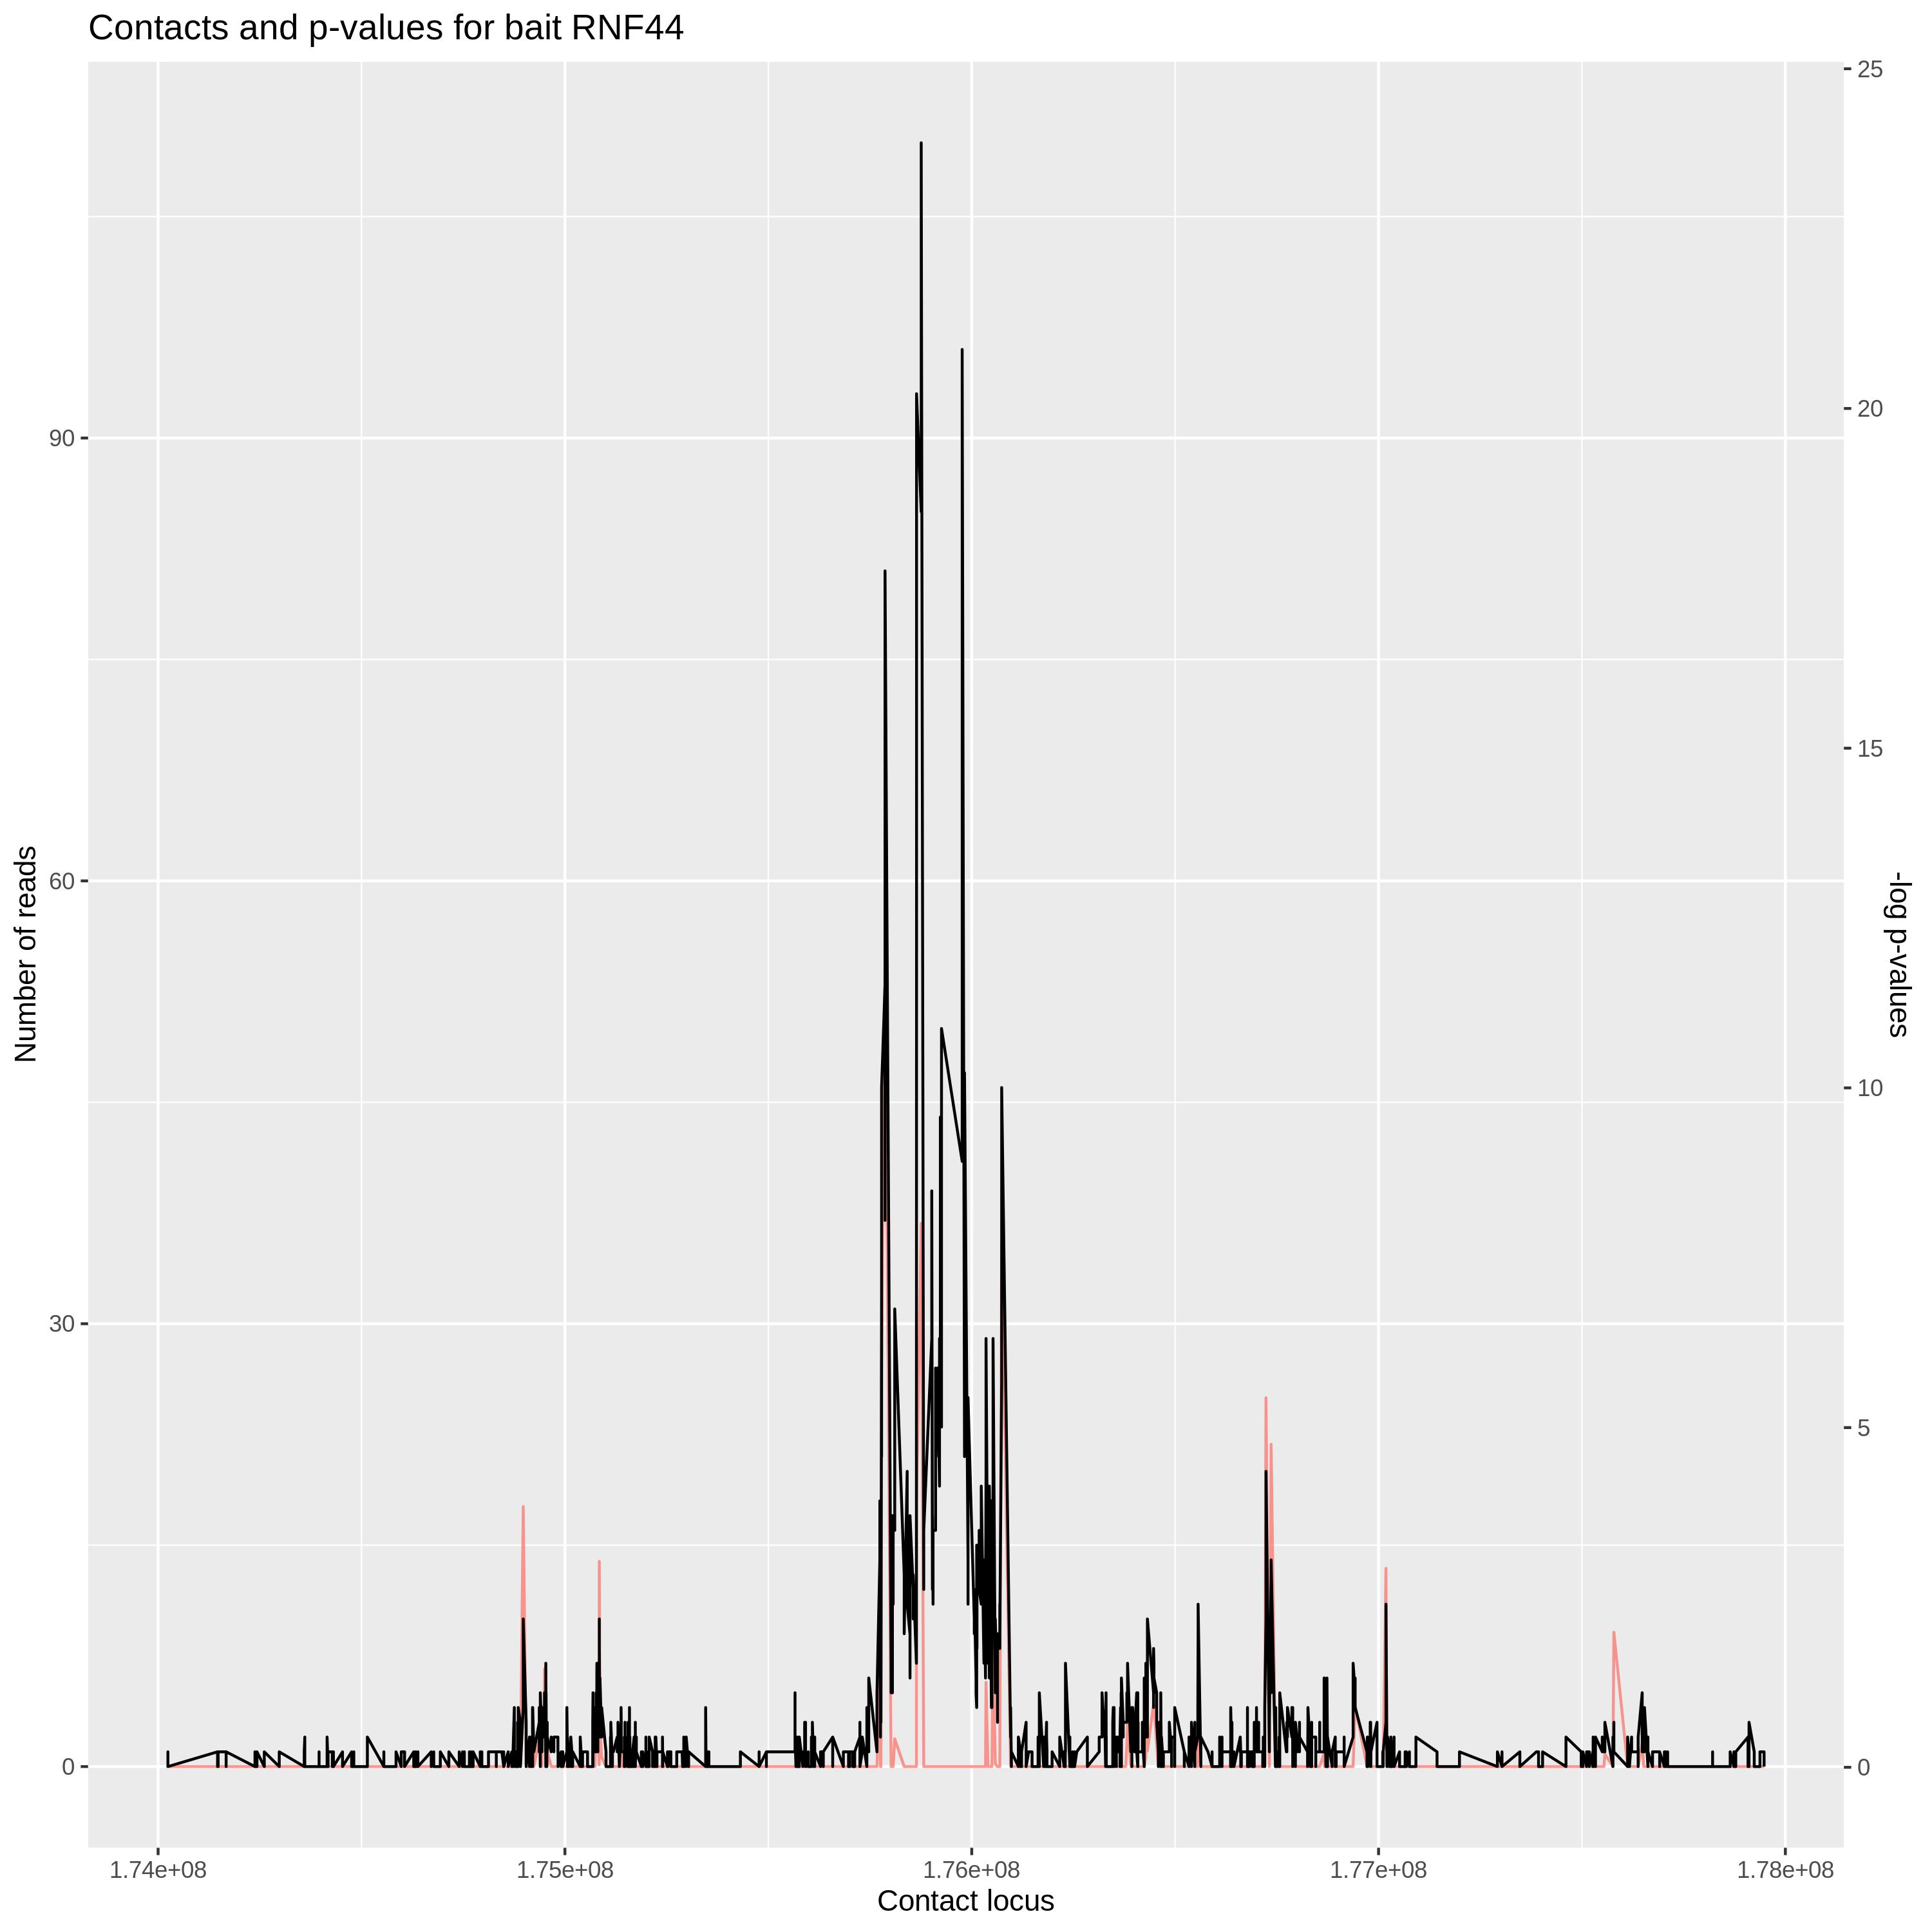 Contacts and p-values for bait RNF44
25
20
15
10
5
0
90
60
30
0
Number of reads
-log p-values
1.74e+08
1.75e+08
1.76e+08
1.77e+08
1.78e+08
Contact locus